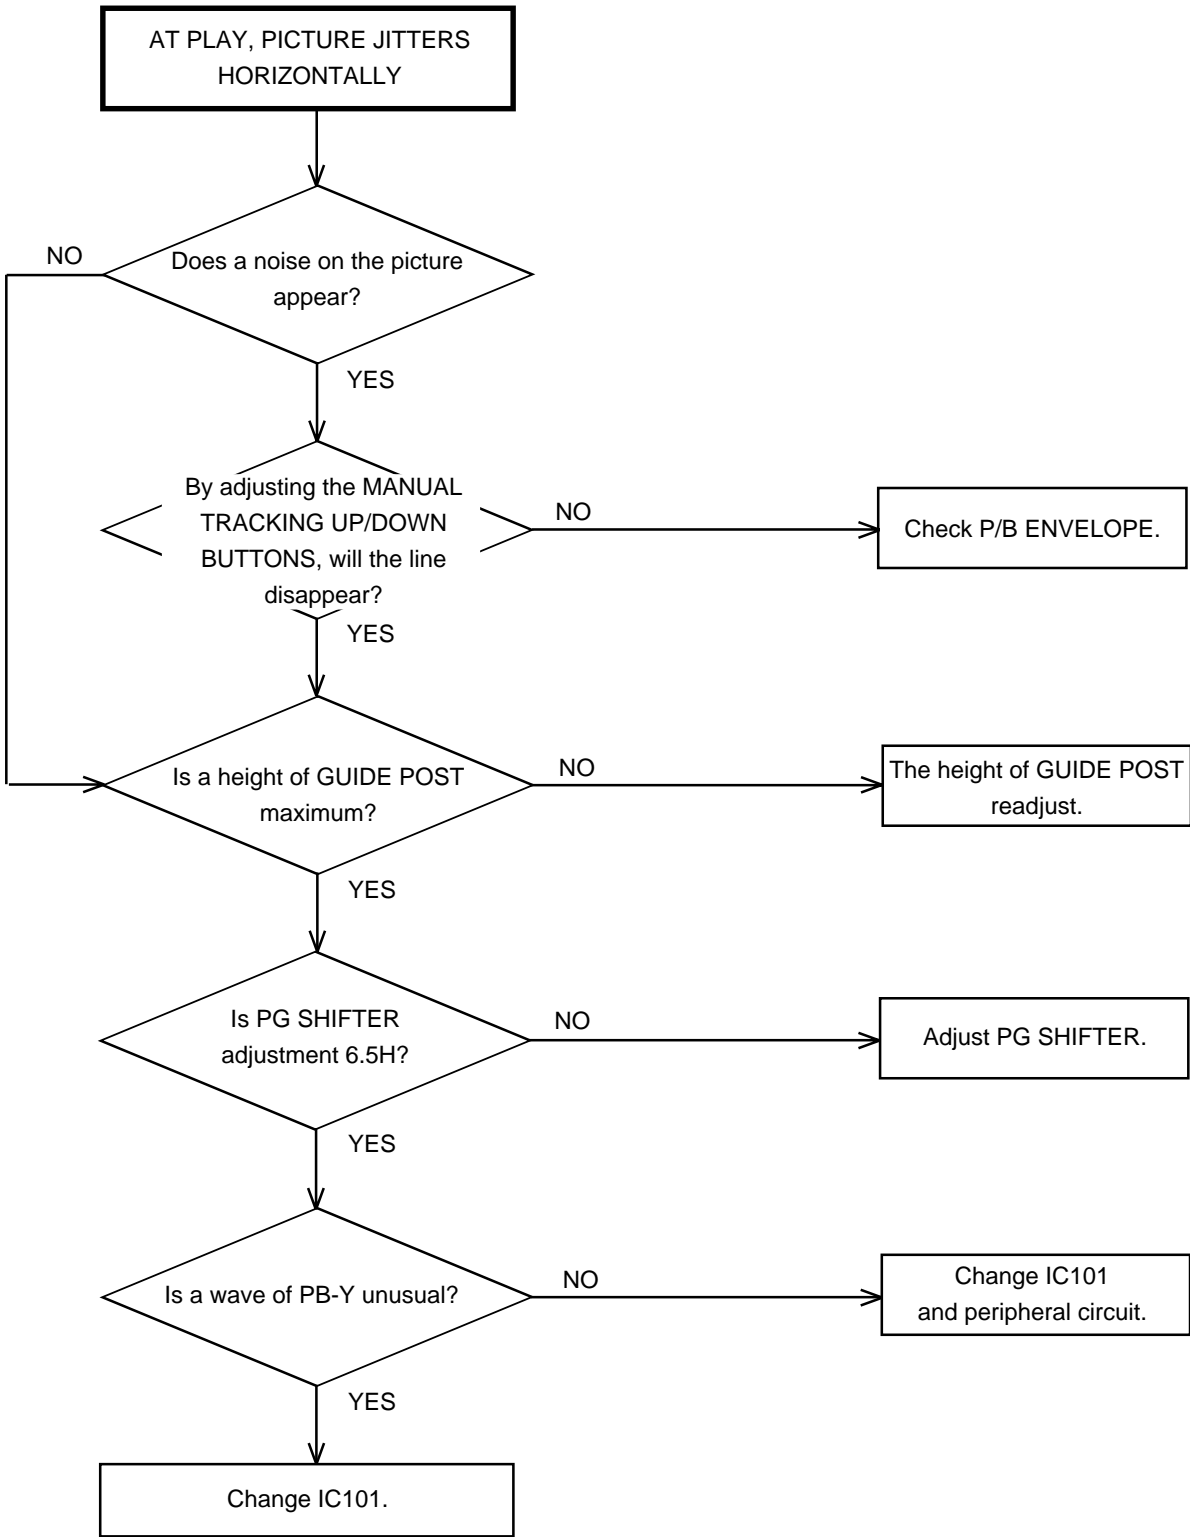 AT PLAY, PICTURE JITTERS
HORIZONTALLY
NO
Does a noise on the picture
appear?
YES
By adjusting the MANUAL
TRACKING UP/DOWN
BUTTONS, will the line
disappear?
NO
Check P/B ENVELOPE.
YES
Is a height of GUIDE POST
maximum?
NO
The height of GUIDE POST
readjust.
YES
Is PG SHIFTER
adjustment 6.5H?
NO
Adjust PG SHIFTER.
YES
Is a wave of PB-Y unusual?
NO
Change IC101
and peripheral circuit.
YES
Change IC101.